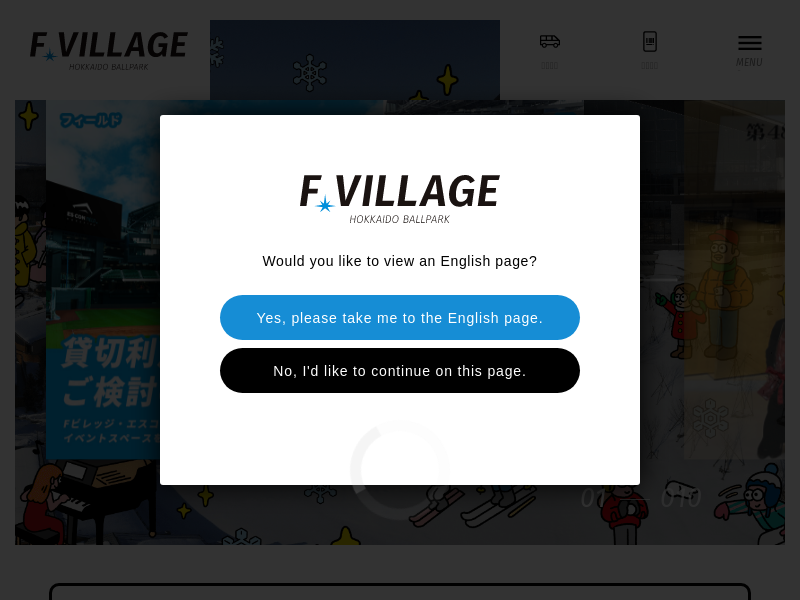 F VILLAGE
HOKKAIDO BALLPARK
MENU
フィールド
第4
F VILLAGE
HOKKAIDO BALLPARK
Would you like to view an English page?
Yes, please take me to the English page.
No, I'd like to continue on this page.
貸切利
ご検討
Fビレッジ・エスコ
イベントスペースを
01
010